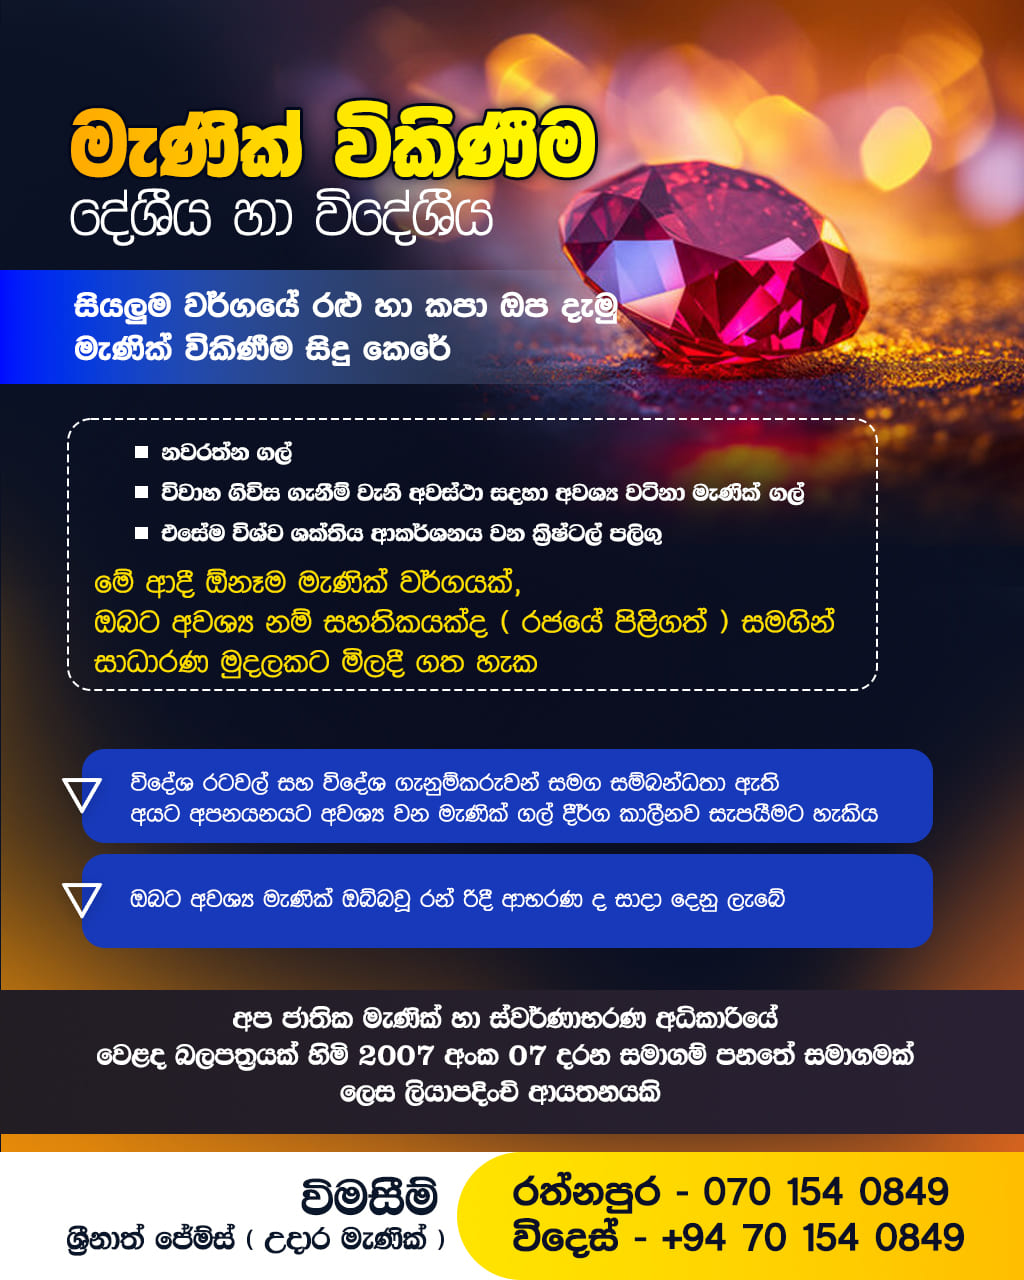 මැණික් විකිණීම
දේශීය හා විදේශීය
සියලුම වර්ගයේ රළු හා කපා ඔප දැමු
මැණික් විකිණීම සිදු කෙරේ
නවරත්න ගල්
විවාහ ගිවිස ගැනීම් වැනි අවස්ථා සදහා අවශ්‍ය වටිනා මැණික් ගල්
එසේම විශ්ව ශක්තිය ආකර්ශනය වන ක්‍රිෂ්ටල් පලිගු
මේ ආදී ඕනෑම මැණික් වර්ගයක්,
ඔබට අවශ්‍ය නම් සහතිකයක්ද ( රජයේ පිළිගත් ) සමගින්
සාධාරණ මුදලකට මිලදී ගත හැක
විදේශ රටවල් සහ විදේශ ගැනුම්කරුවන් සමග සම්බන්ධතා ඇති
අයට අපනයනයට අවශ්‍ය වන මැණික් ගල් දීර්ග කාලීනව සැපයීමට හැකිය
ඔබට අවශ්‍ය මැණික් ඔබ්බවූ රන් රිදී ආභරණ ද සාදා දෙනු ලැබේ
අප ජාතික මැණික් හා ස්වර්ණාභරණ අධිකාරියේ
වෙළද බලපත්‍රයක් හිමි 2007 අංක 07 දරන සමාගම් පනතේ සමාගමක්
ලෙස ලියාපදිංචි ආයතනයකි
විමසීම්
ශ්‍රීනාත් ජේම්ස් ( උදාර මැණික් )
රත්නපුර - 070 154 0849
විදෙස් - +94 70 154 0849